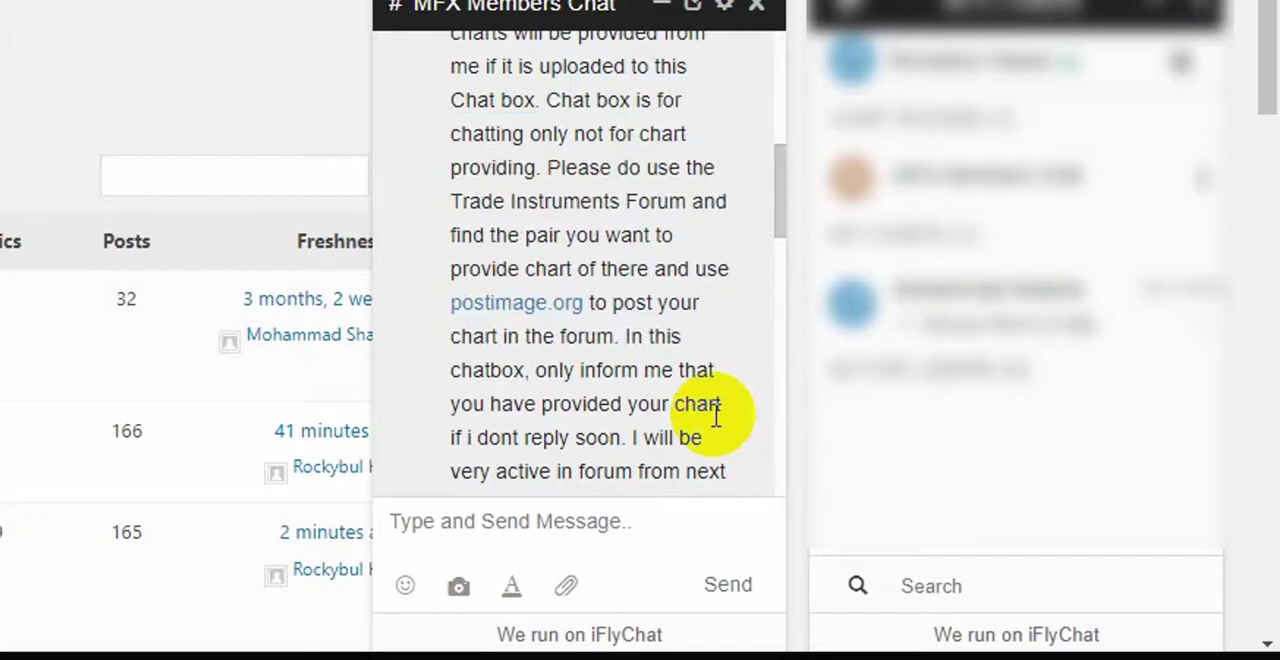 # MFX Members Chat
charts will be provided from
me if it is uploaded to this
Chat box. Chat box is for
chatting only not for chart
providing. Please do use the
Trade Instruments Forum and
find the pair you want to
provide chart of there and use
postimage.org to post your
chart in the forum. In this
chatbox, only inform me that
you have provided your chart
if i dont reply soon. I will be
very active in forum from next
Type and Send Message..
Send
We run on iFlyChat
ics Posts Freshnes
32 3 months, 2 we
Mohammad Sha
166 41 minutes
Rockybul H
9 165 2 minutes a
Rockybul H
Search
We run on iFlyChat